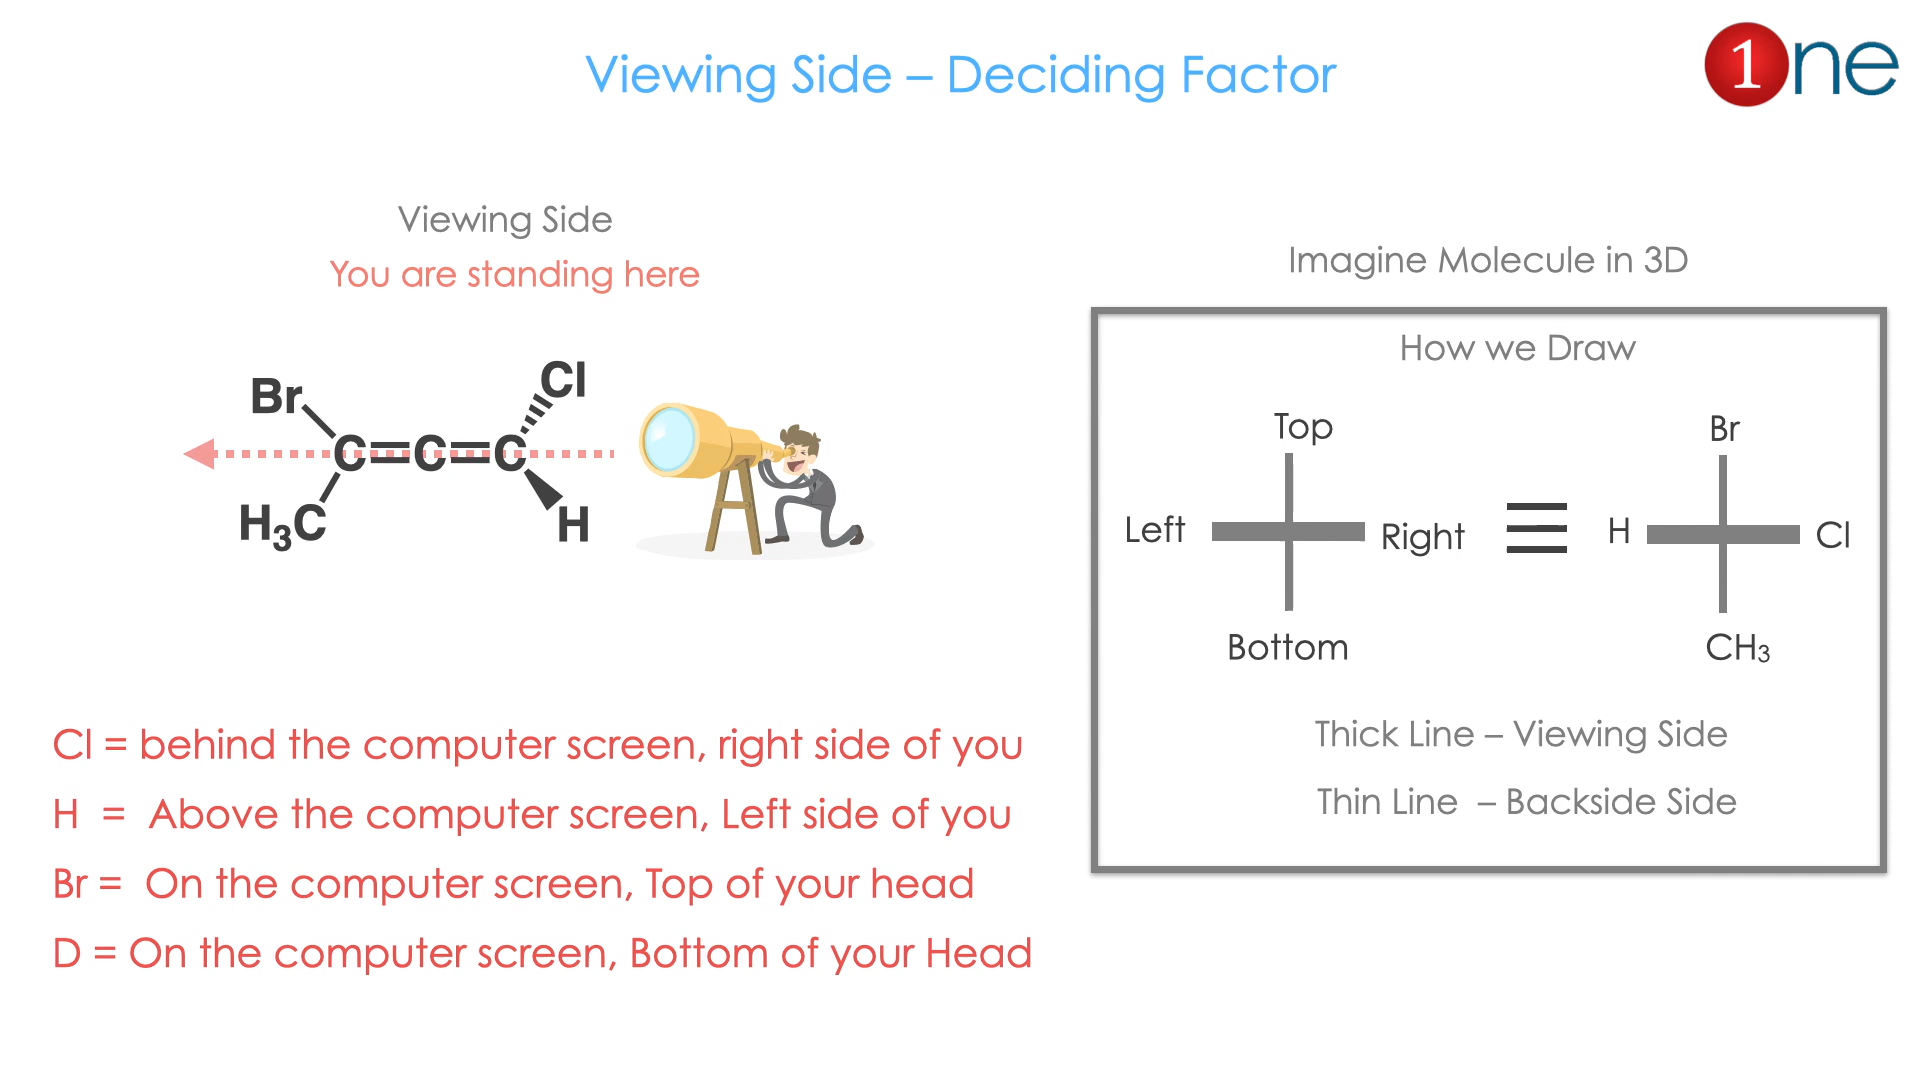 Viewing Side – Deciding Factor
1ne
Viewing Side
You are standing here
Br
Cl
C=C=C
H₃C
H
Cl = behind the computer screen, right side of you
H = Above the computer screen, Left side of you
Br = On the computer screen, Top of your head
D = On the computer screen, Bottom of your Head
Imagine Molecule in 3D
How we Draw
Top
Left
Right
Bottom
Br
H
Cl
CH₃
Thick Line – Viewing Side
Thin Line – Backside Side